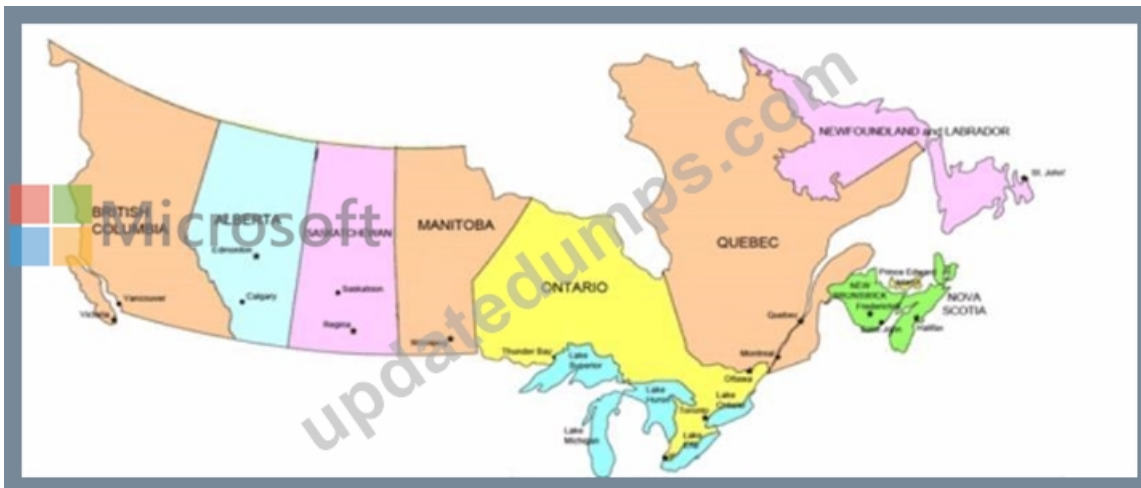 NEWFOUNDLAND and LABRADOR
St. John'
BRITISH
COLUMBIA
ALBERTA
SASKATCHEWAN
MANITOBA
QUEBEC
ONTARIO
Edmonton
Calgary
Saskatoon
Regina
Vancouver
Victoria
Thunder Bay
Lake
Superior
Lake
Huron
Lake
Michigan
Toronto
Lake
Ontario
Lake
Ottawa
Montreal
Quebec
Prince Edward
NEW
BRUNSWICK
Fredericton
Saint John
Halifax
NOVA
SCOTIA
Microsoft
updatedumps.com